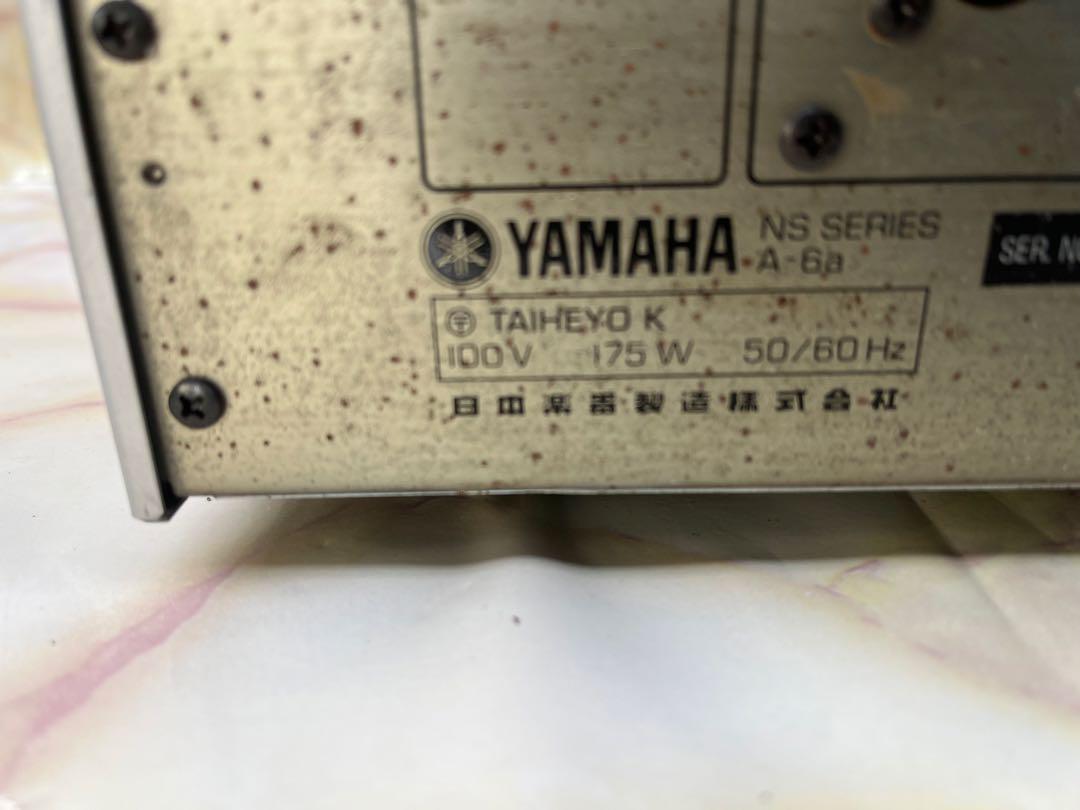 YAMAHA NS SERIES
A-6a
SER. NO
〒 TAIHEYO K
100V 175W 50/60Hz
日本楽器製造株式会社